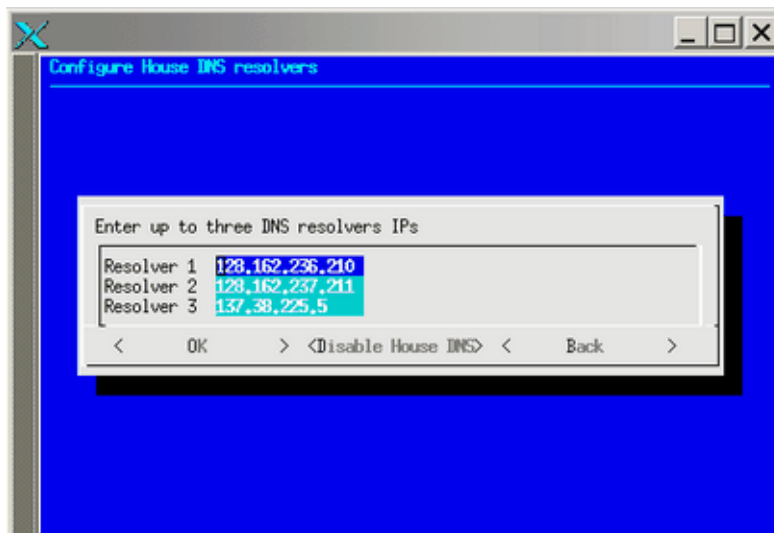 Configure House DNS resolvers
Enter up to three DNS resolvers IPs
Resolver 1 128.162.236.210
Resolver 2 128.162.237.211
Resolver 3 137.38.225.5
< OK > <Disable House DNS> < Back >